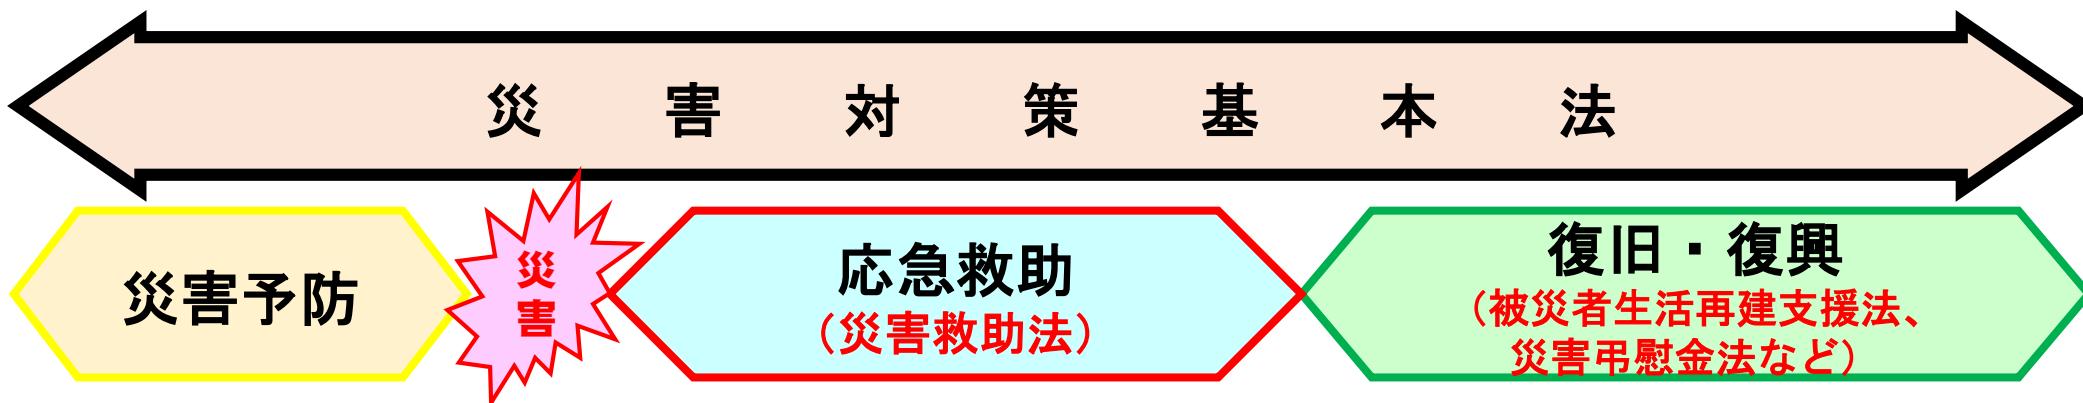 災害対策基本法
災害予防
災害
応急救助
（災害救助法）
復旧・復興
（被災者生活再建支援法、
災害弔慰金法など）